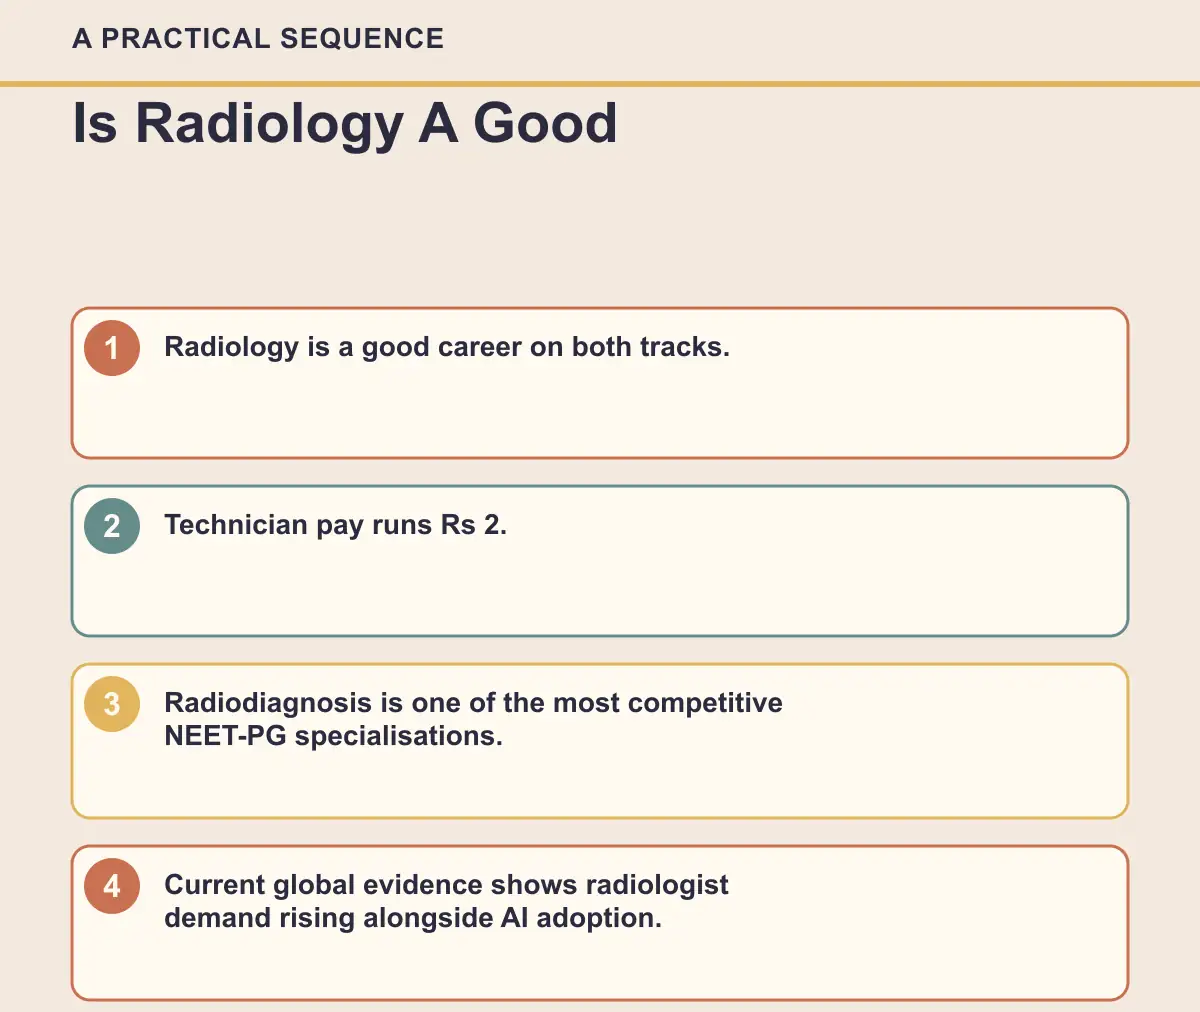 A PRACTICAL SEQUENCE
Is Radiology A Good
1
Radiology is a good career on both tracks.
2
Technician pay runs Rs 2.
3
Radiodiagnosis is one of the most competitive
NEET-PG specialisations.
4
Current global evidence shows radiologist
demand rising alongside AI adoption.